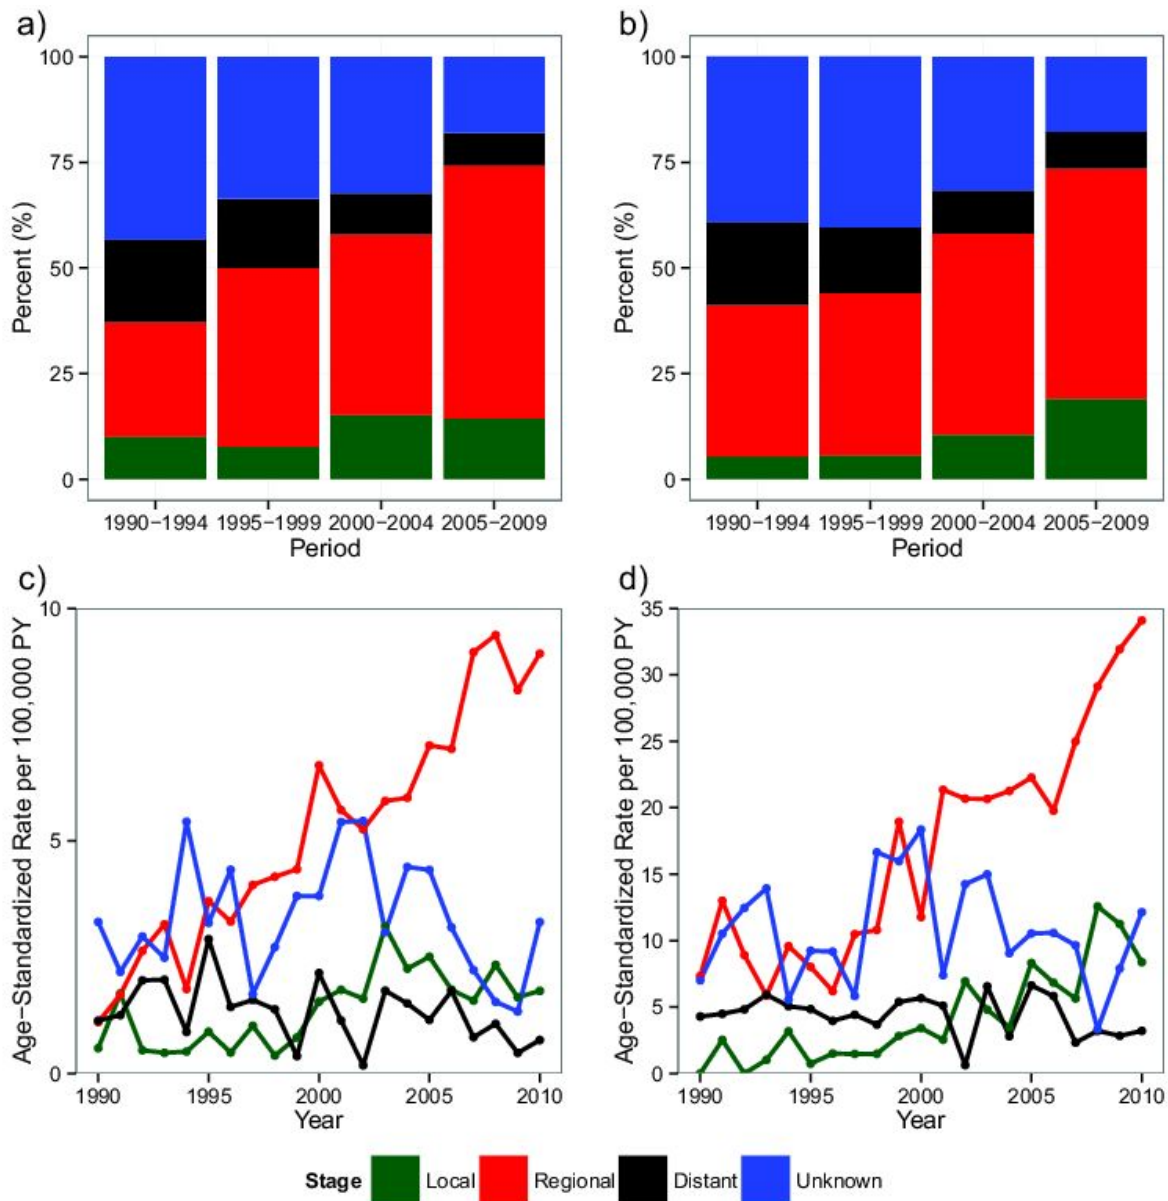 a)
100
75
50
25
0
Percent (%)
1990−1994 1995−1999 2000−2004 2005−2009
Period
b)
100
75
50
25
0
Percent (%)
1990−1994 1995−1999 2000−2004 2005−2009
Period
c)
10
5
0
Age−Standardized Rate per 100,000 PY
1990 1995 2000 2005 2010
Year
d)
35
30
25
20
15
10
5
0
Age−Standardized Rate per 100,000 PY
1990 1995 2000 2005 2010
Year
Stage Local Regional Distant Unknown